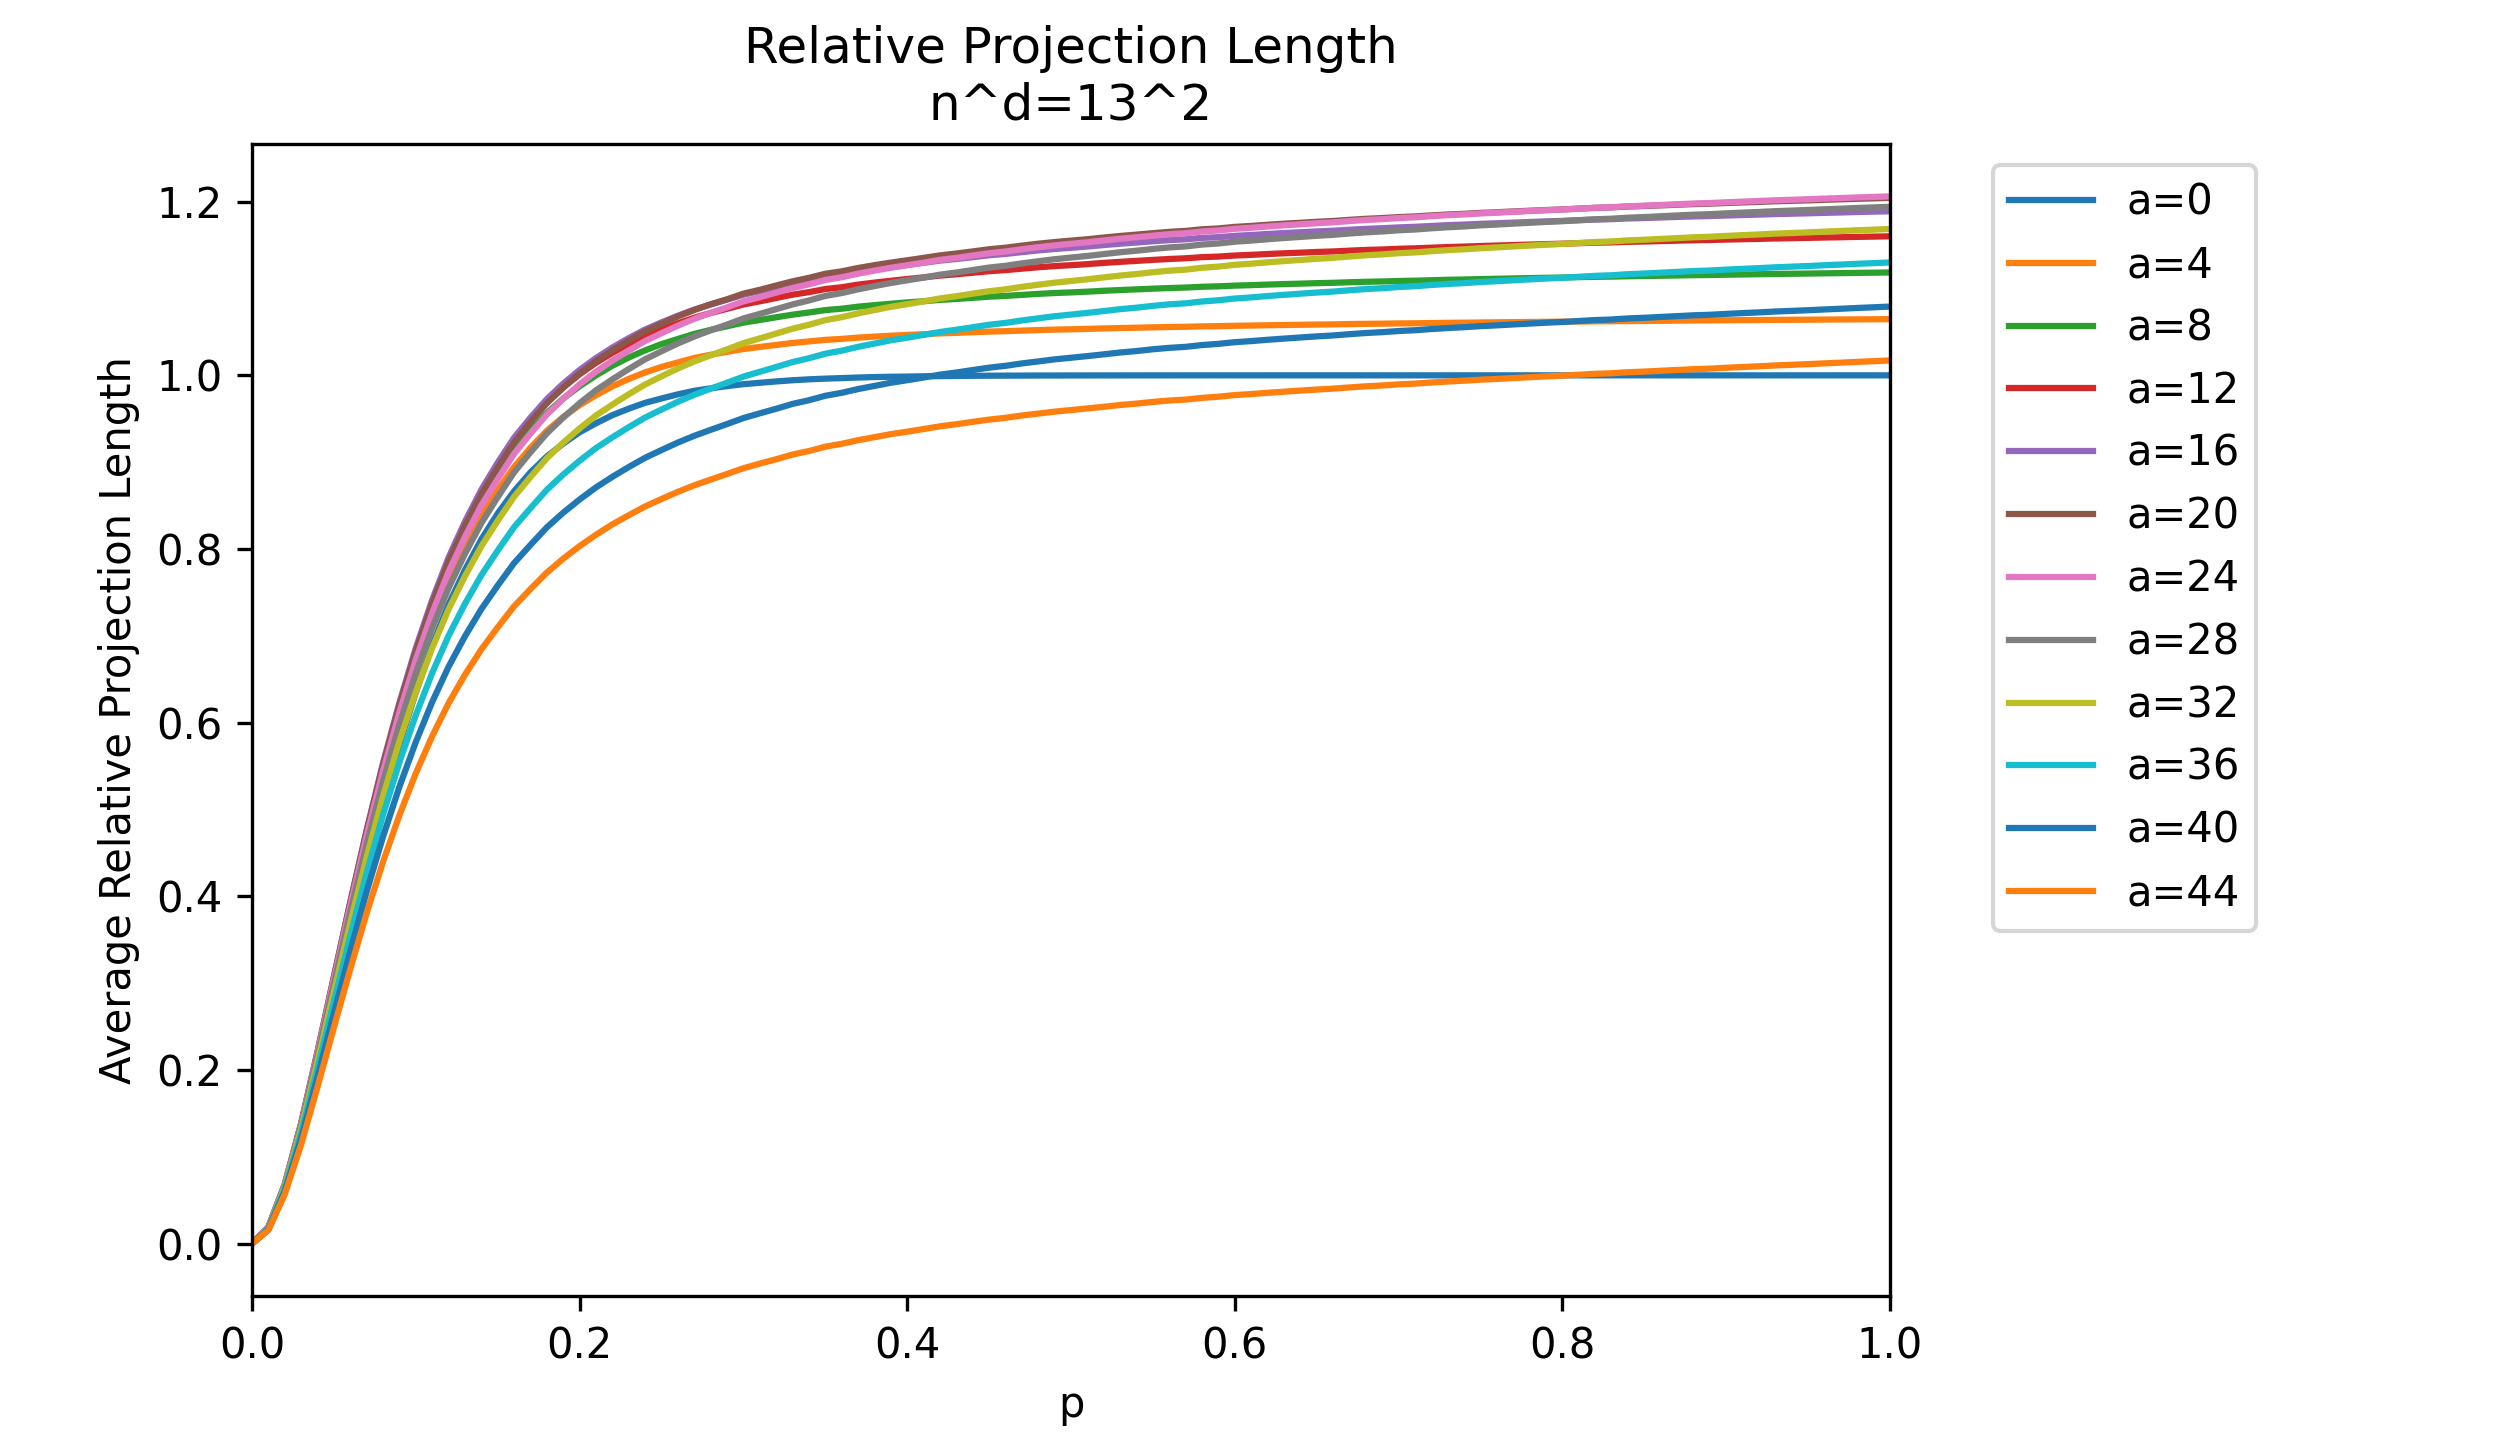 Relative Projection Length
n^d=13^2
Average Relative Projection Length
1.2
1.0
0.8
0.6
0.4
0.2
0.0
0.0 0.2 0.4 0.6 0.8 1.0
p
a=0
a=4
a=8
a=12
a=16
a=20
a=24
a=28
a=32
a=36
a=40
a=44